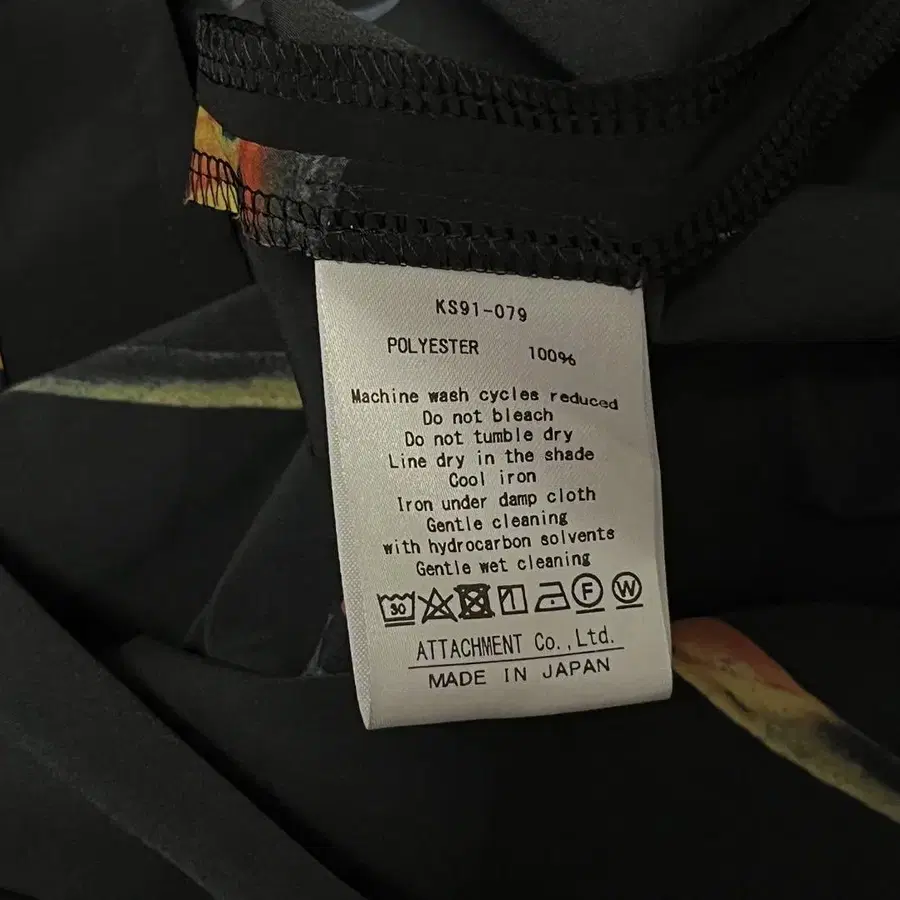 KS91-079
POLYESTER 100%
Machine wash cycles reduced
Do not bleach
Do not tumble dry
Line dry in the shade
Cool iron
Iron under damp cloth
Gentle cleaning
with hydrocarbon solvents
Gentle wet cleaning
30 F W
ATTACHMENT Co.,Ltd.
MADE IN JAPAN